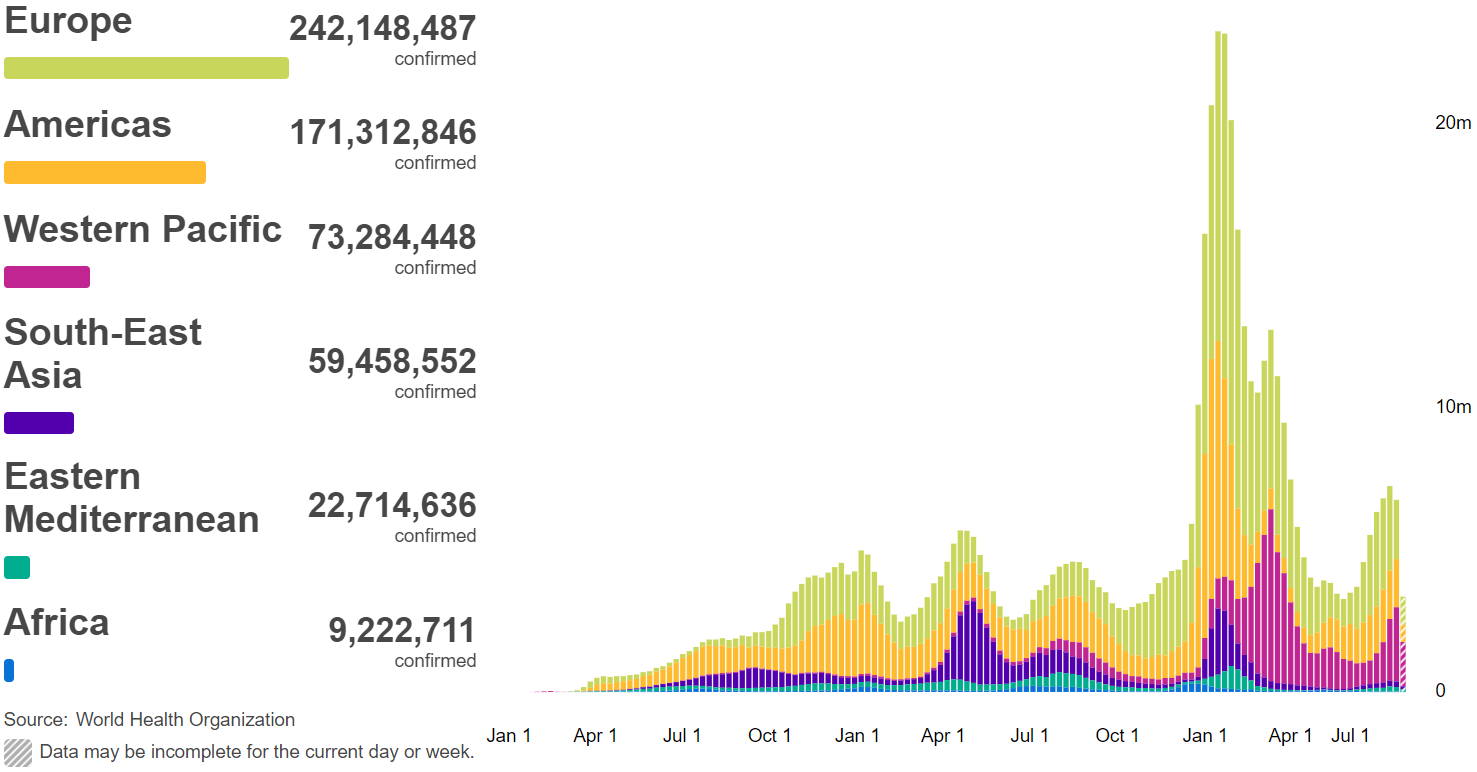 Europe
242,148,487
confirmed
Americas
171,312,846
confirmed
Western Pacific
73,284,448
confirmed
South-East
Asia
59,458,552
confirmed
Eastern
Mediterranean
22,714,636
confirmed
Africa
9,222,711
confirmed
Source: World Health Organization
Data may be incomplete for the current day or week.
20m
10m
0
Jan 1 Apr 1 Jul 1 Oct 1 Jan 1 Apr 1 Jul 1 Oct 1 Jan 1 Apr 1 Jul 1